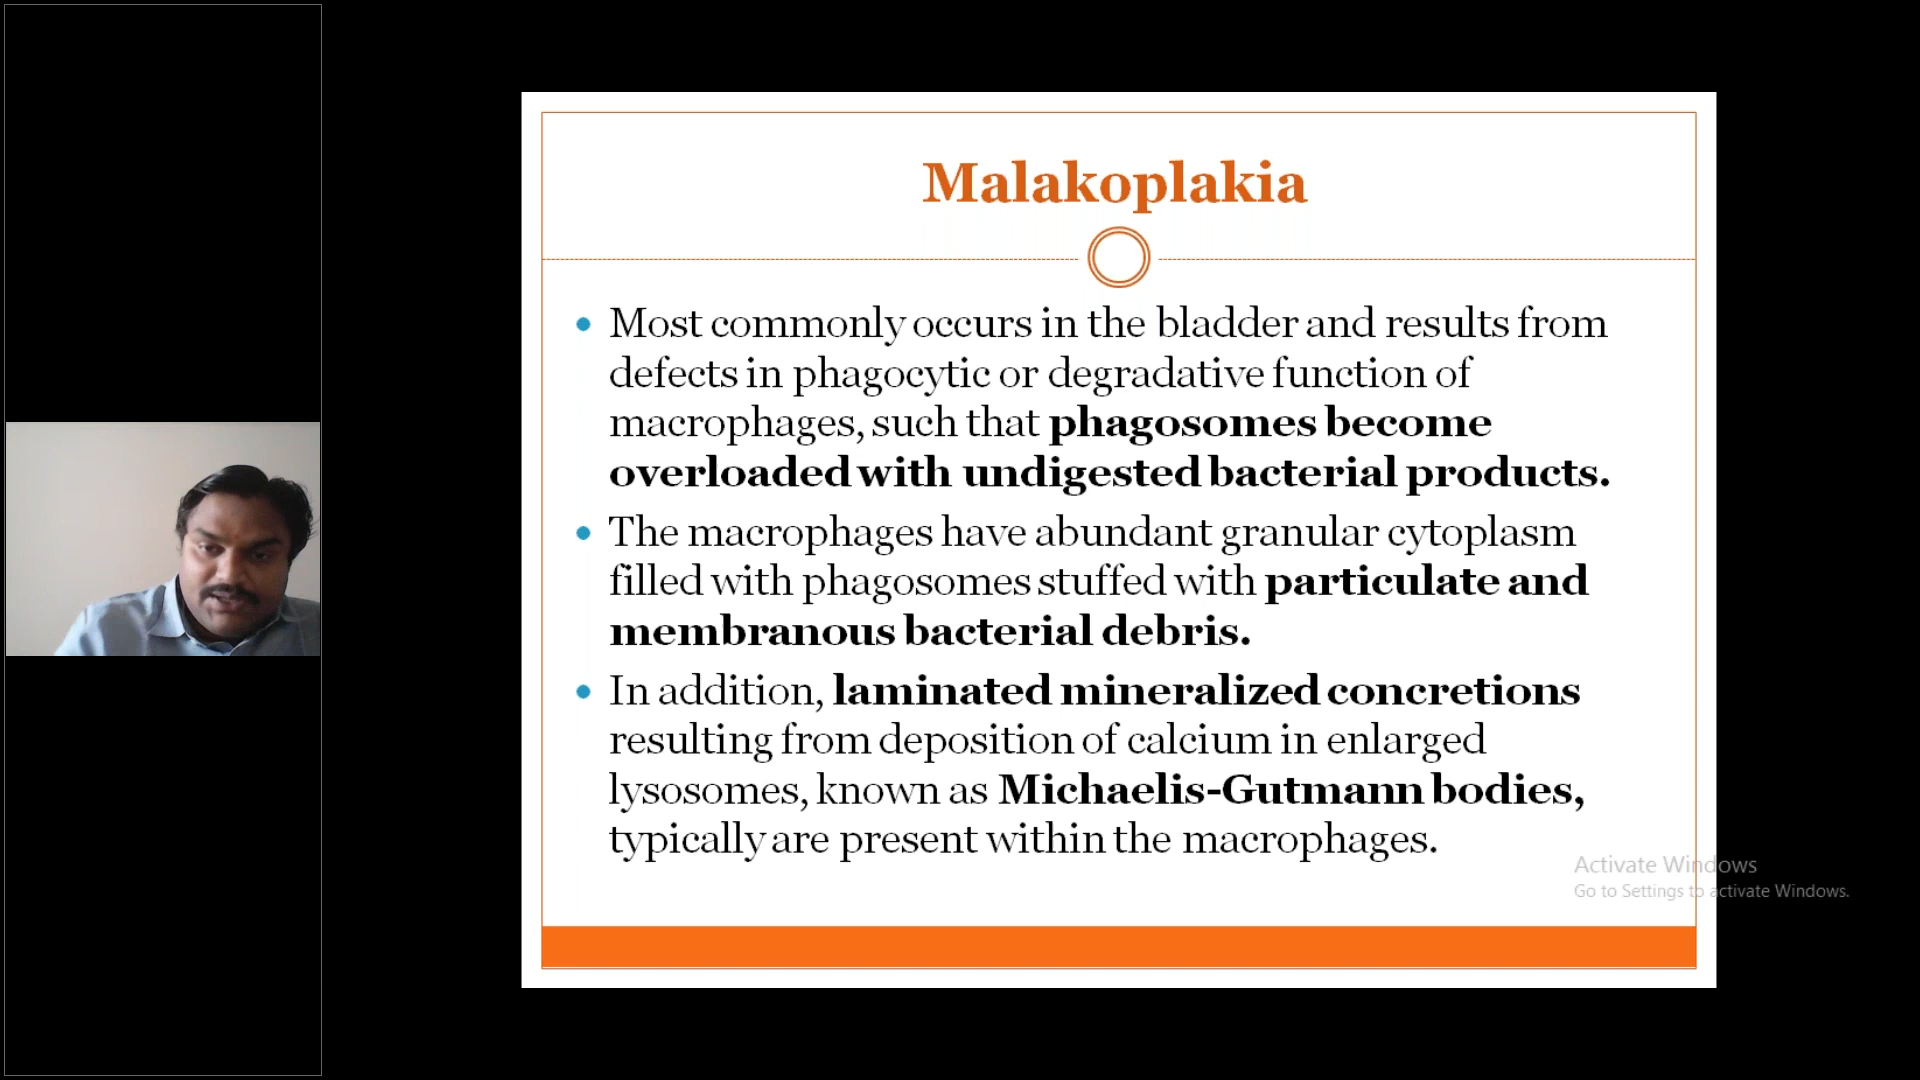 Malakoplakia
Most commonly occurs in the bladder and results from
defects in phagocytic or degradative function of
macrophages, such that phagosomes become
overloaded with undigested bacterial products.
The macrophages have abundant granular cytoplasm
filled with phagosomes stuffed with particulate and
membranous bacterial debris.
In addition, laminated mineralized concretions
resulting from deposition of calcium in enlarged
lysosomes, known as Michaelis-Gutmann bodies,
typically are present within the macrophages.
Activate Windows
Go to Settings to activate Windows.